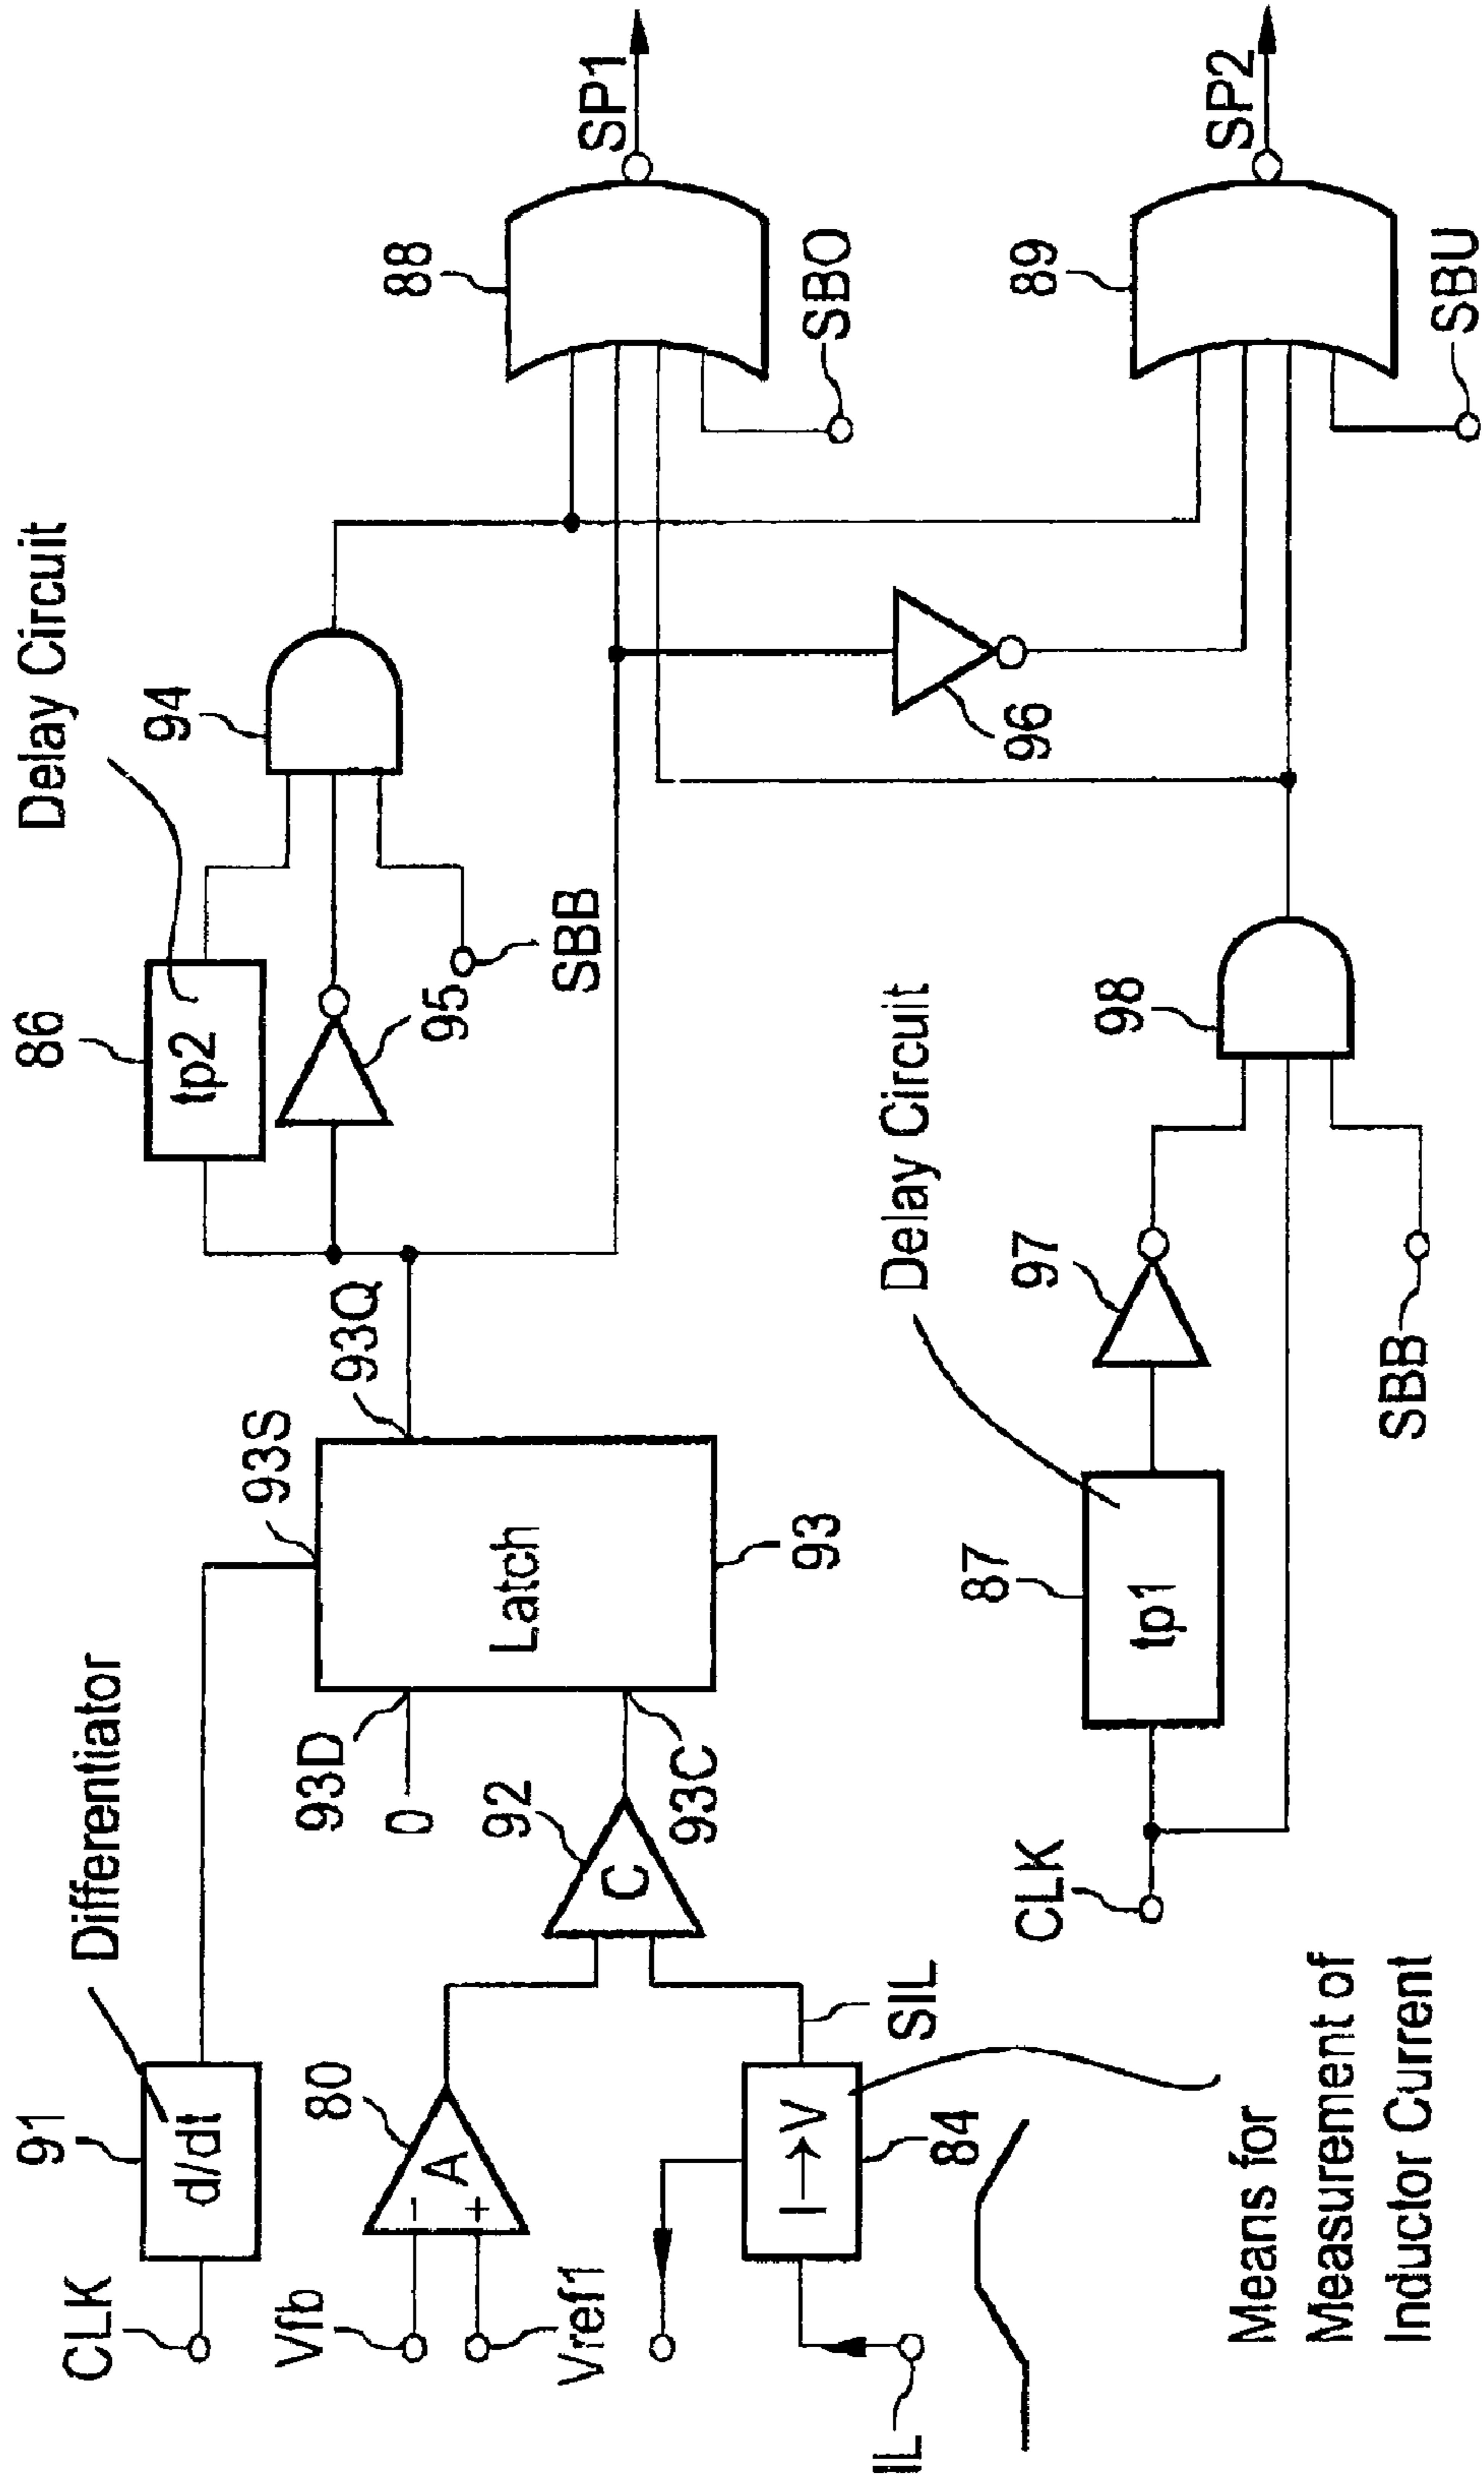 CLK
91
d/dt
Differentiator
93S
93Q
86
tp2
Delay Circuit
94
95
SBB
88
SP1
SBO
Vfb
Vref1
80
A
-
+
92
C
93D
0
93C
Latch
93
96
IL
I→V
84
SIL
Means for
Measurement of
Inductor Current
CLK
87
tp1
Delay Circuit
97
98
SBB
89
SP2
SBU